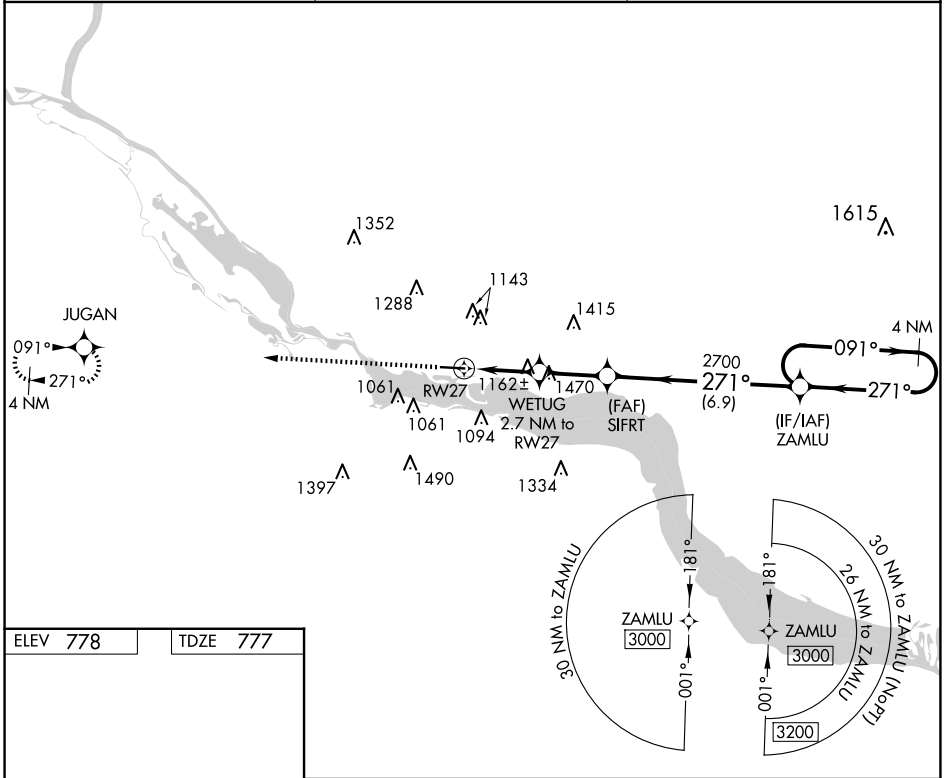 1615
1352
1143
1288
1415
JUGAN
4 NM
091°
091°
2700
271°
271°
271°
(6.9)
4 NM
1061
RW27
1162±
1470
WETUG
2.7 NM to
RW27
(FAF)
SIFRT
(IF/IAF)
ZAMLU
1061
1094
1397
1490
1334
30 NM to ZAMLU
181°
ZAMLU
3000
001°
181°
26 NM to ZAMLU
30 NM to ZAMLU (NoPT)
ZAMLU
3000
001°
3200
ELEV 778
TDZE 777